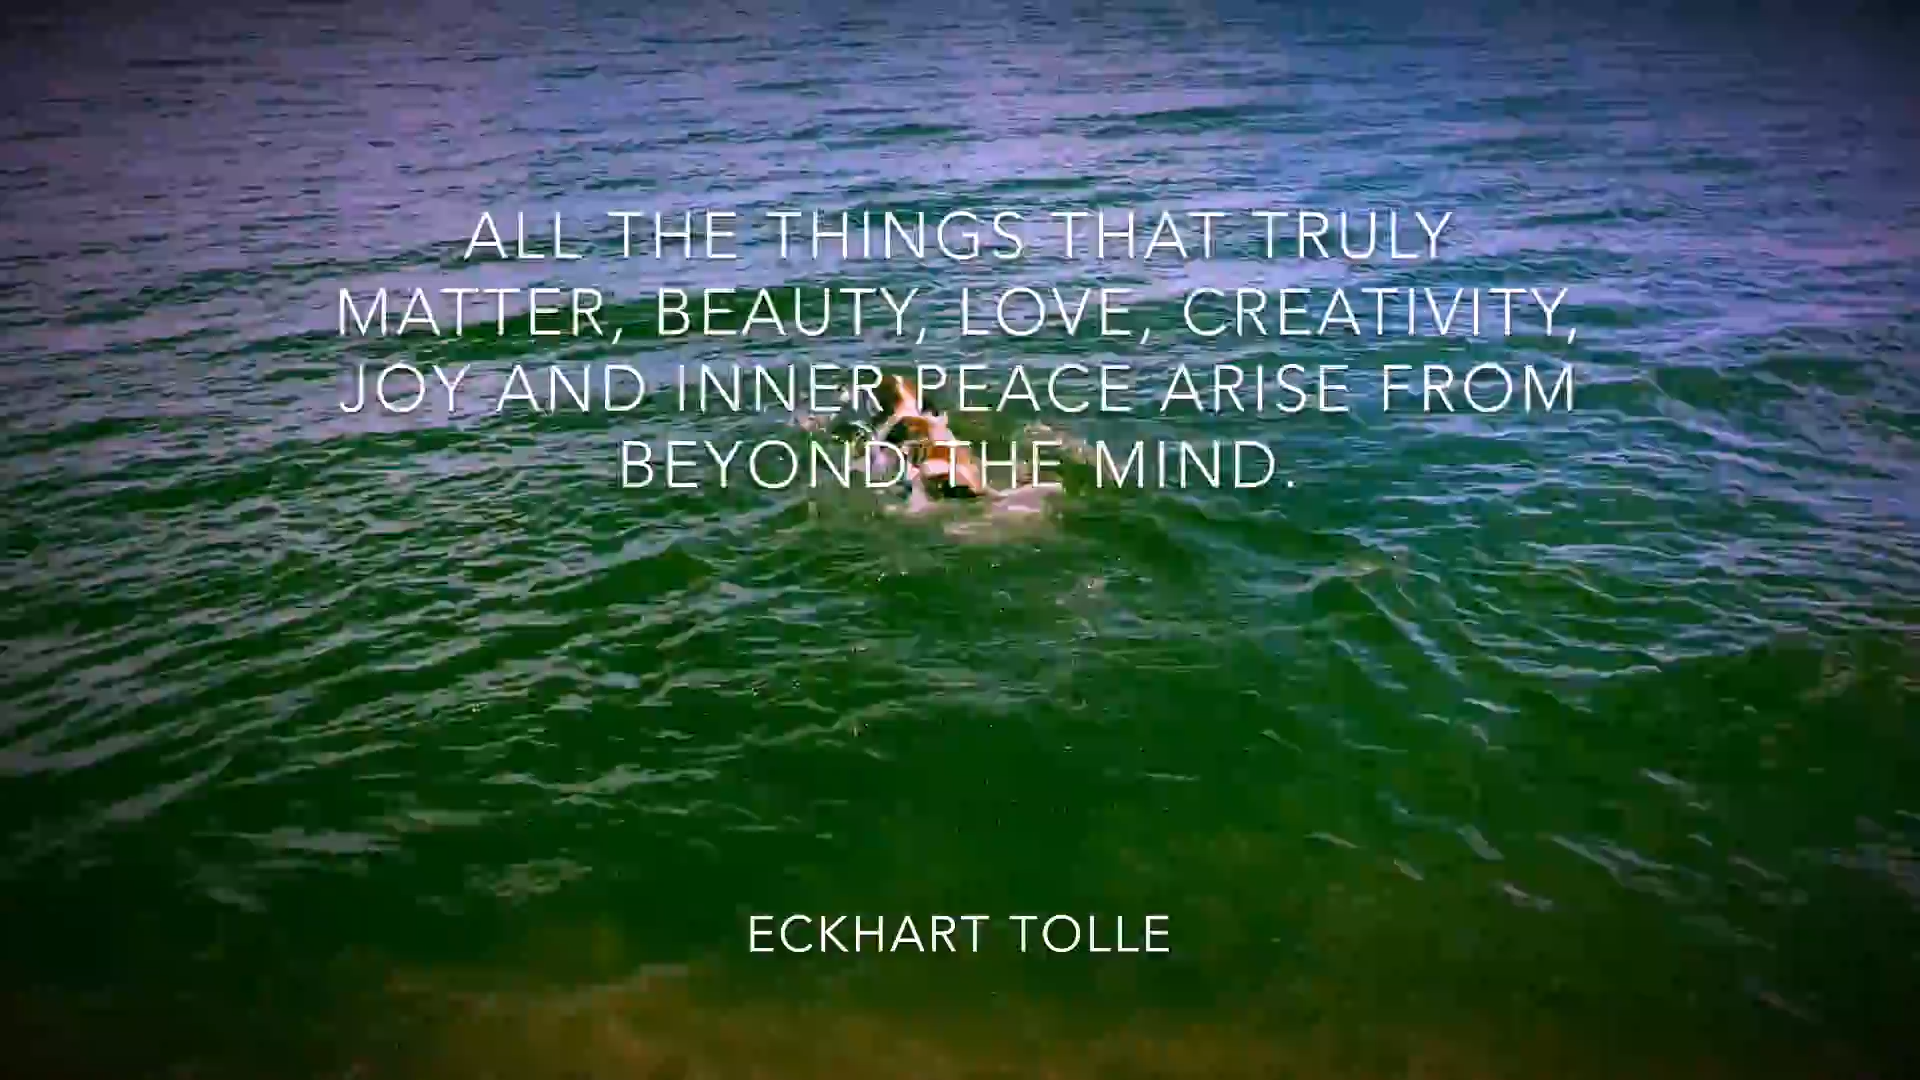 ALL THE THINGS THAT TRULY
MATTER, BEAUTY, LOVE, CREATIVITY,
JOY AND INNER PEACE ARISE FROM
BEYOND THE MIND.
ECKHART TOLLE